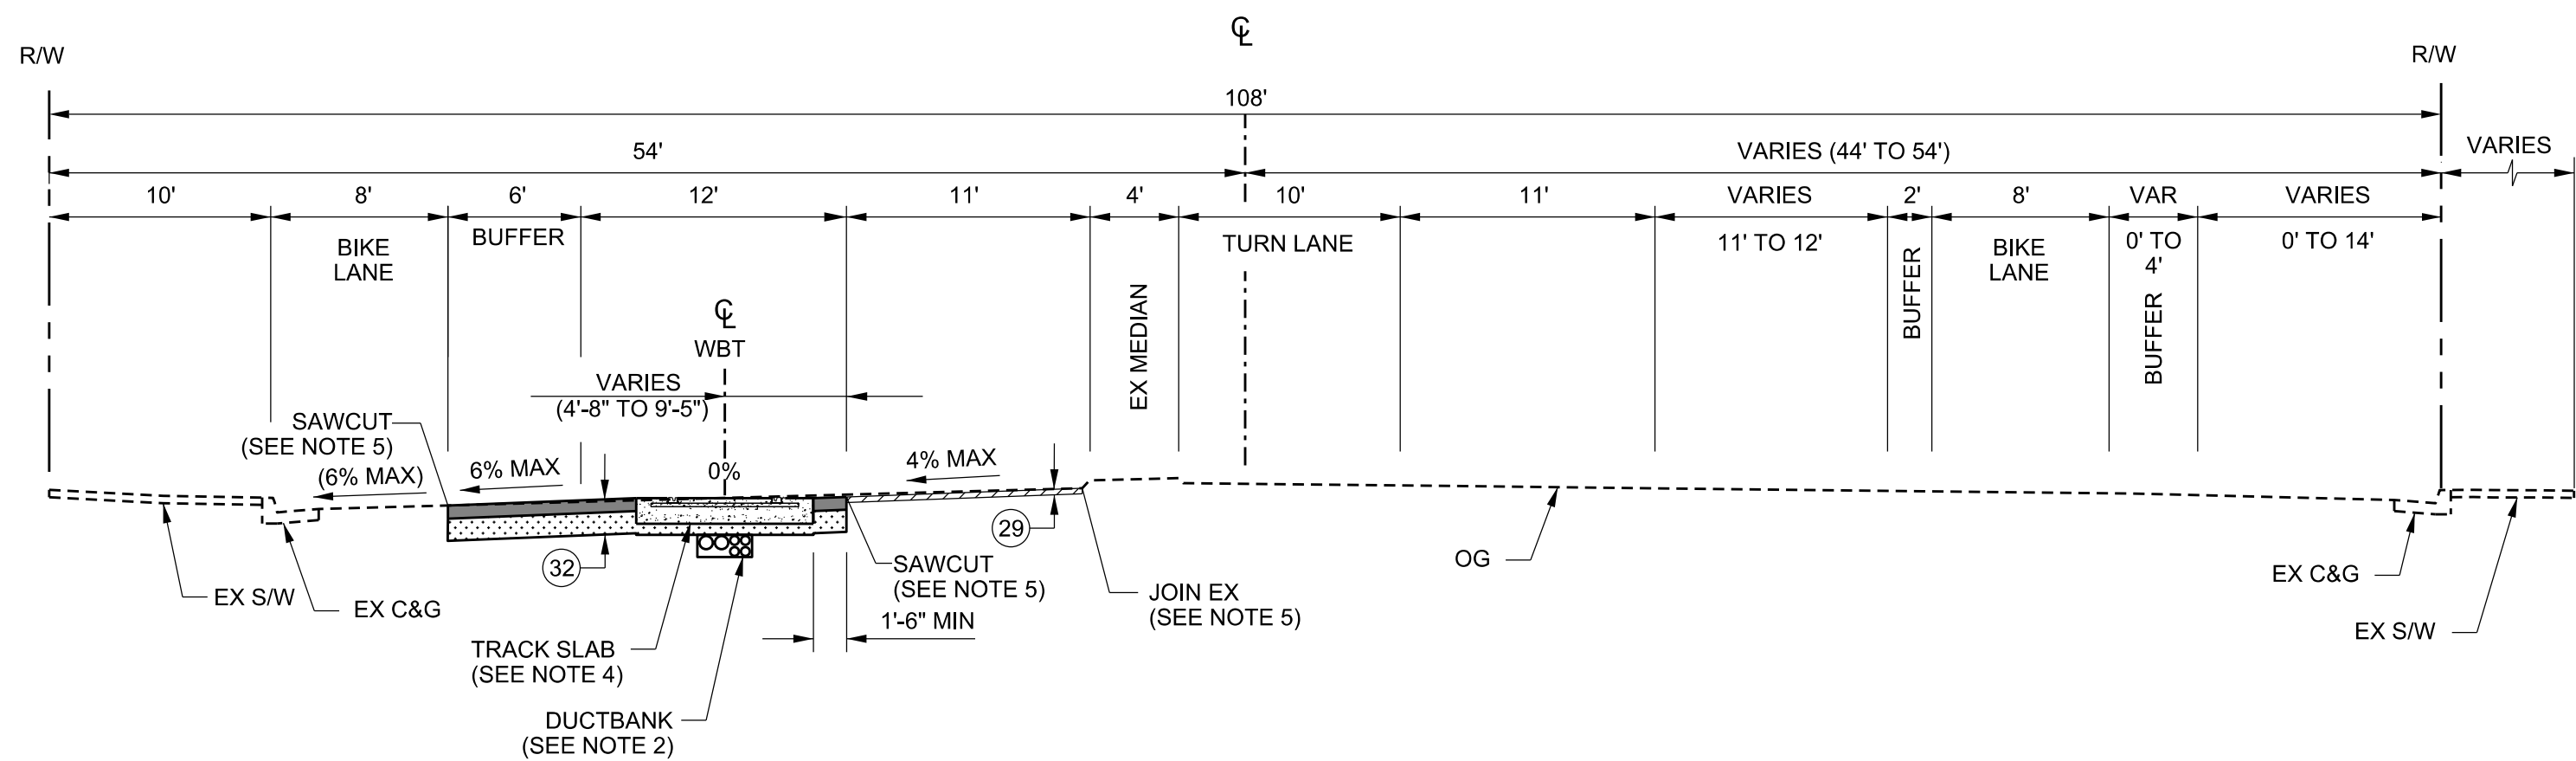 ℄
R/W
R/W
108'
54'
VARIES (44' TO 54')
VARIES
10'
8'
6'
12'
11'
4'
10'
11'
VARIES
2'
8'
VAR
VARIES
BIKE
LANE
BUFFER
TURN LANE
11' TO 12'
BUFFER
BIKE
LANE
0' TO
4'
BUFFER
0' TO 14'
EX MEDIAN
℄
WBT
VARIES
(4'-8" TO 9'-5")
SAWCUT
(SEE NOTE 5)
(6% MAX)
6% MAX
0%
4% MAX
32
29
EX S/W
EX C&G
TRACK SLAB
(SEE NOTE 4)
DUCTBANK
(SEE NOTE 2)
SAWCUT
(SEE NOTE 5)
1'-6" MIN
JOIN EX
(SEE NOTE 5)
OG
EX C&G
EX S/W